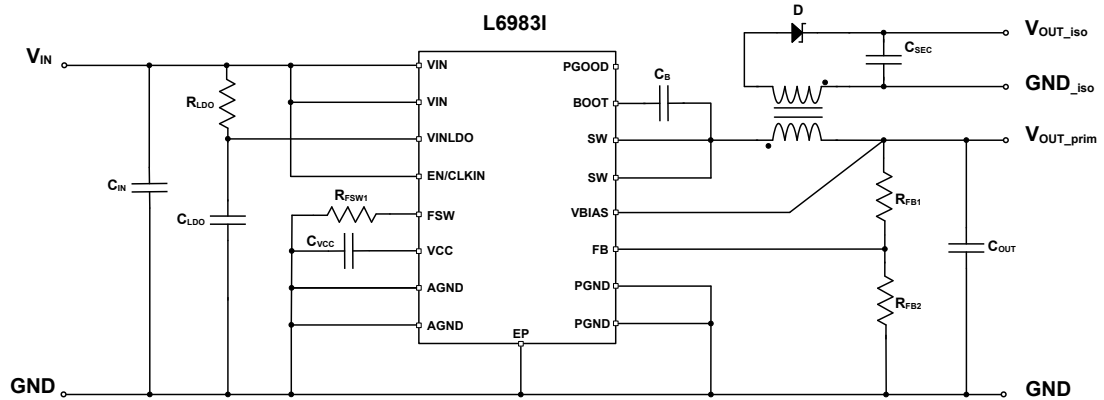 L6983I
D
VOUT_iso
CSEC
GND_iso
VIN
VIN
PGOOD
CB
RLDO
VIN
BOOT
VINLDO
SW
VOUT_prim
CIN
EN/CLKIN
SW
RFSW1
RFB1
CLDO
FSW
VBIAS
CVCC
VCC
FB
COUT
AGND
PGND
RFB2
AGND
PGND
EP
GND
GND